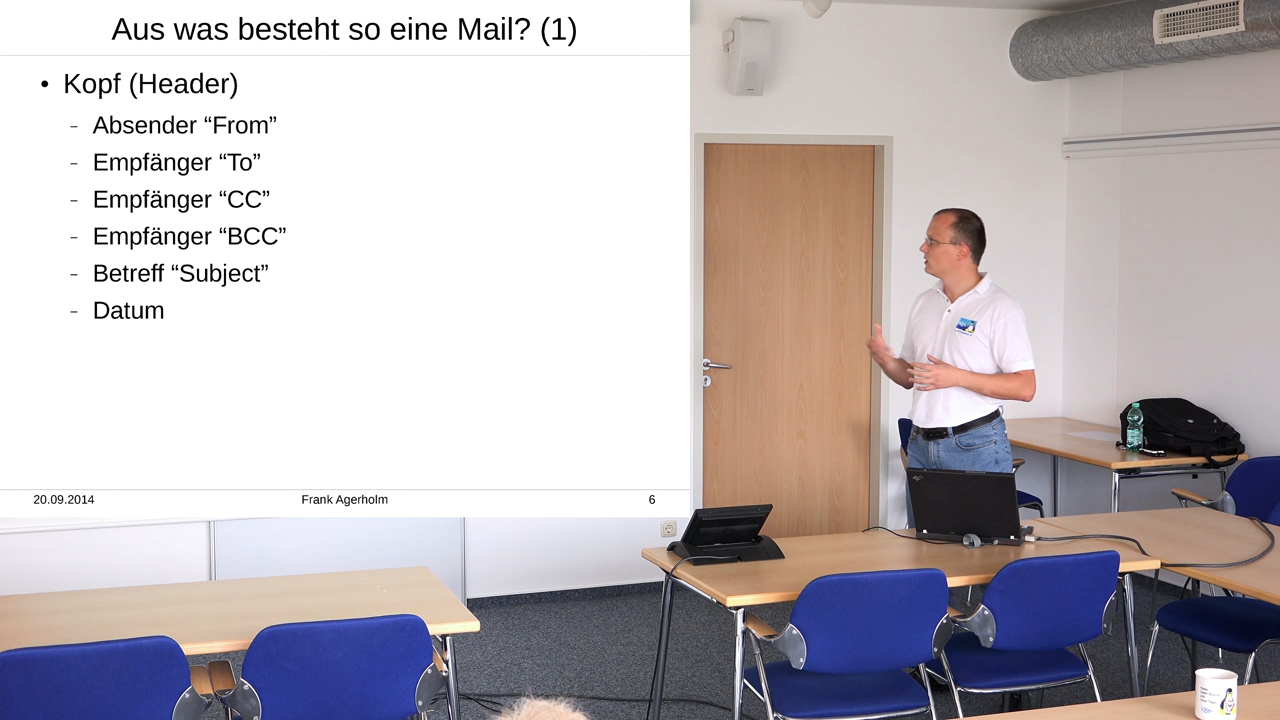 Aus was besteht so eine Mail? (1)
• Kopf (Header)
– Absender “From”
– Empfänger “To”
– Empfänger “CC”
– Empfänger “BCC”
– Betreff “Subject”
– Datum
20.09.2014 Frank Agerholm 6